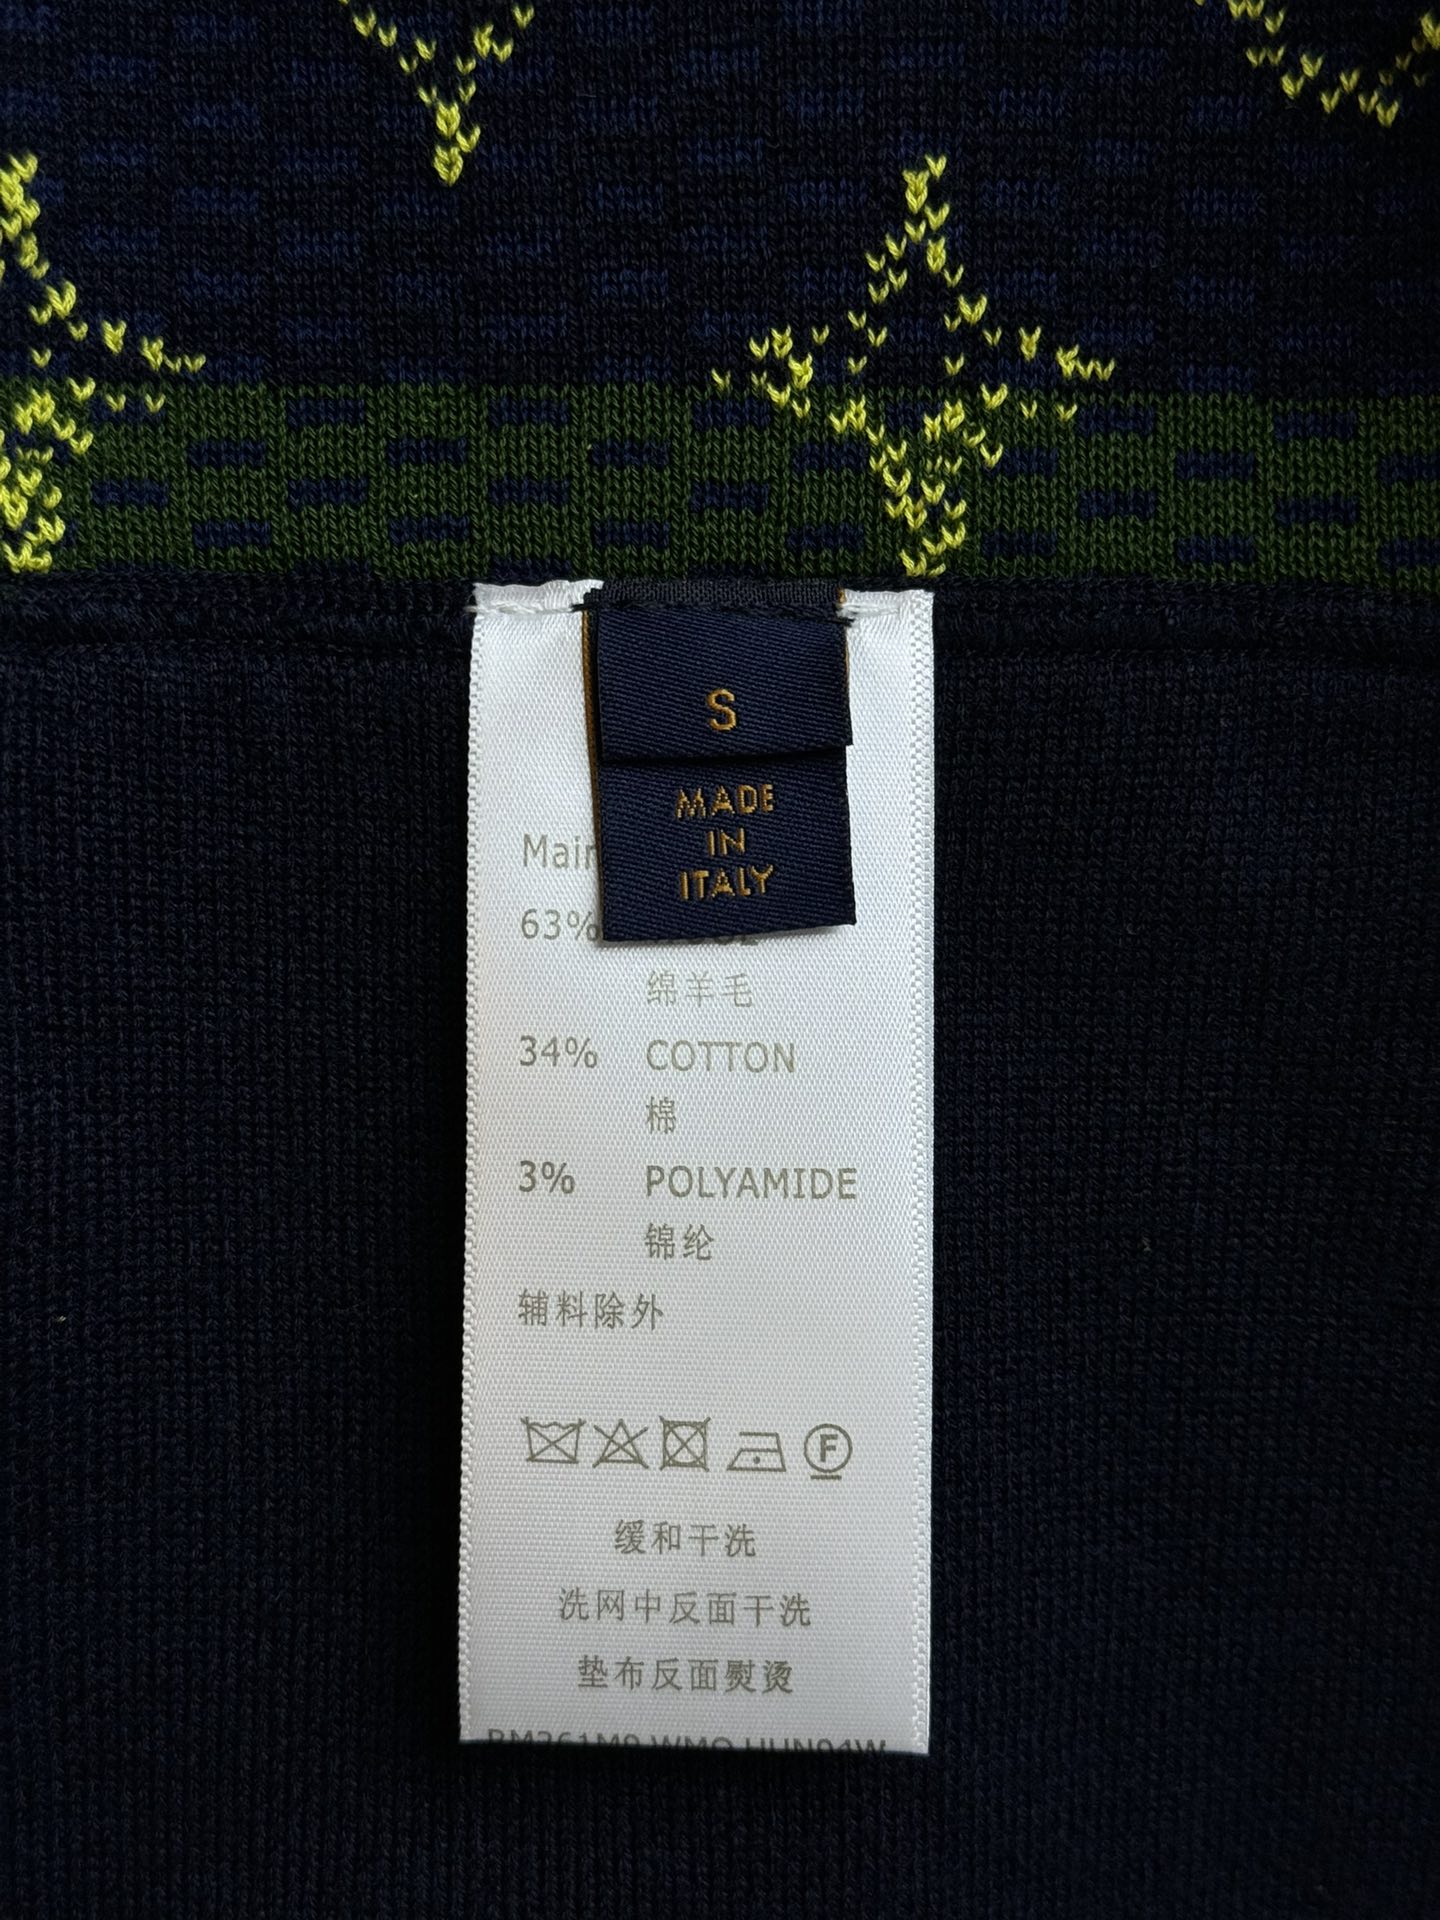 S
MADE
IN
ITALY
63%
绵羊毛
34% COTTON
棉
3% POLYAMIDE
锦纶
辅料除外
F
缓和干洗
洗网中反面干洗
垫布反面熨烫